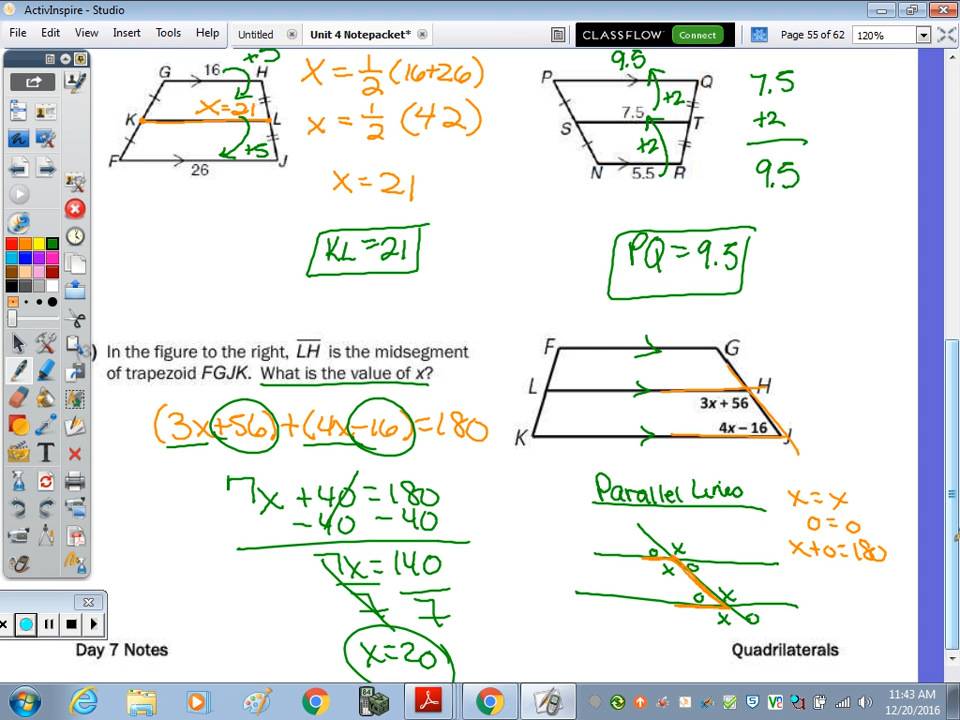 ActivInspire - Studio
File Edit View Insert Tools Help
Untitled
Unit 4 Notepacket*
CLASSFLOW Connect
Page 55 of 62
120%
+5
G 16 H
x=21
K L
+5
F 26 J
x = 1/2 (16+26)
x = 1/2 (42)
x = 21
KL = 21
9.5
P Q
+2
7.5
S T
+2
N 5.5 R
7.5
+2
9.5
PQ = 9.5
3) In the figure to the right, LH is the midsegment
of trapezoid FGJK. What is the value of x?
(3x+56)+(4x-16)=180
7x +40 = 180
-40 -40
7x = 140
7 7
x=20
F G
L H
3x + 56
4x – 16
K J
Parallel Lines
o x
x o
o x
x o
x = x
o = o
x+o=180
Day 7 Notes
Quadrilaterals
11:43 AM
12/20/2016